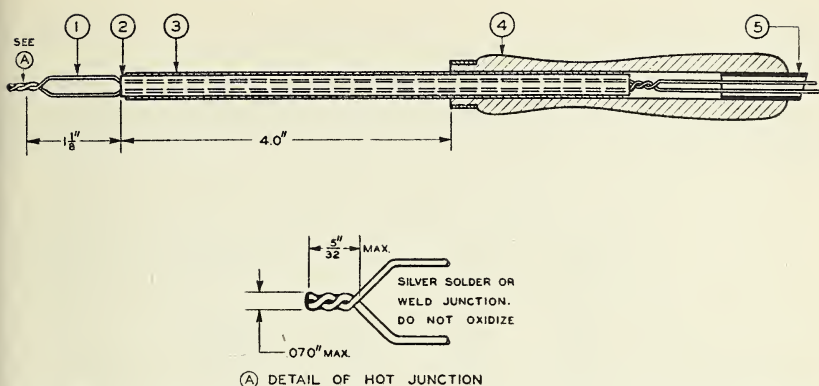 1 2 3 4 5
SEE
A
1 1/8"
4.0"
5"/32 MAX.
SILVER SOLDER OR
WELD JUNCTION.
DO NOT OXIDIZE
.070" MAX.
A DETAIL OF HOT JUNCTION